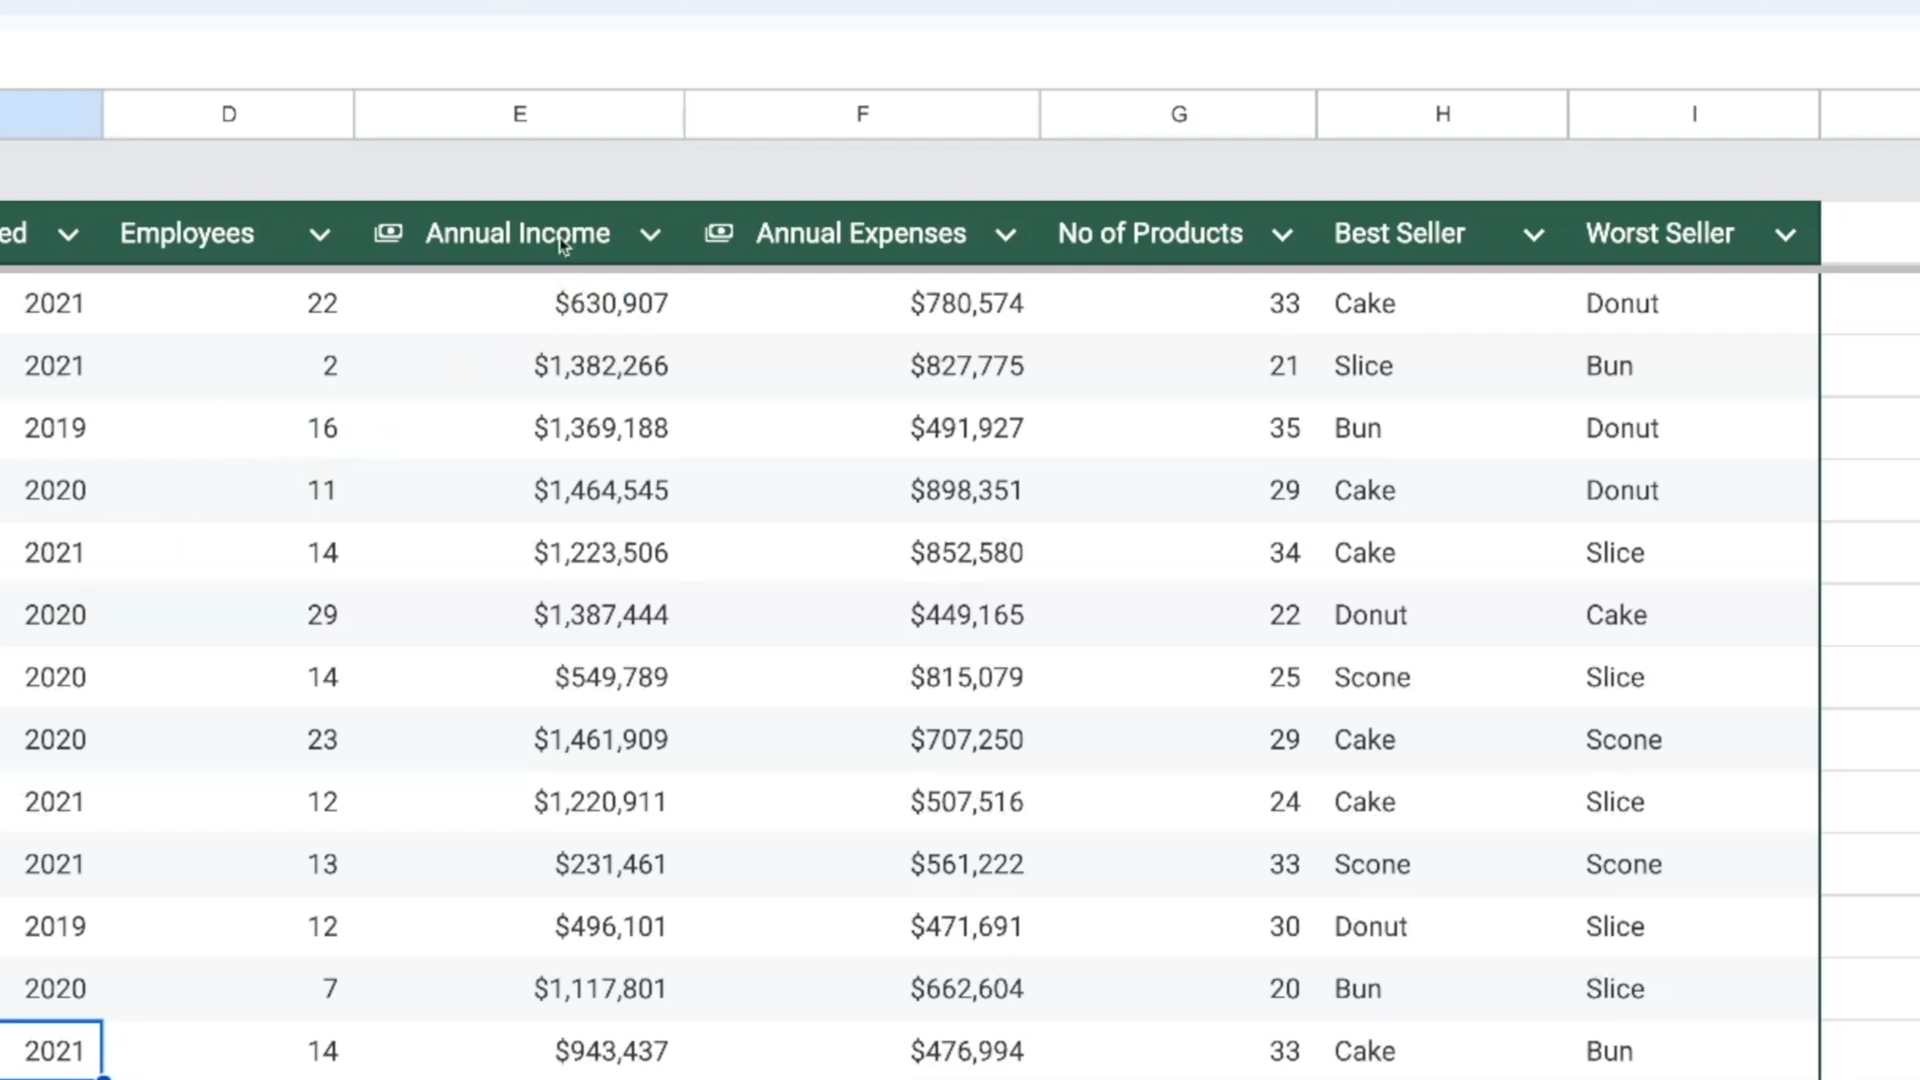 D E F G H I
ed Employees Annual Income Annual Expenses No of Products Best Seller Worst Seller
2021 22 $630,907 $780,574 33 Cake Donut
2021 2 $1,382,266 $827,775 21 Slice Bun
2019 16 $1,369,188 $491,927 35 Bun Donut
2020 11 $1,464,545 $898,351 29 Cake Donut
2021 14 $1,223,506 $852,580 34 Cake Slice
2020 29 $1,387,444 $449,165 22 Donut Cake
2020 14 $549,789 $815,079 25 Scone Slice
2020 23 $1,461,909 $707,250 29 Cake Scone
2021 12 $1,220,911 $507,516 24 Cake Slice
2021 13 $231,461 $561,222 33 Scone Scone
2019 12 $496,101 $471,691 30 Donut Slice
2020 7 $1,117,801 $662,604 20 Bun Slice
2021 14 $943,437 $476,994 33 Cake Bun